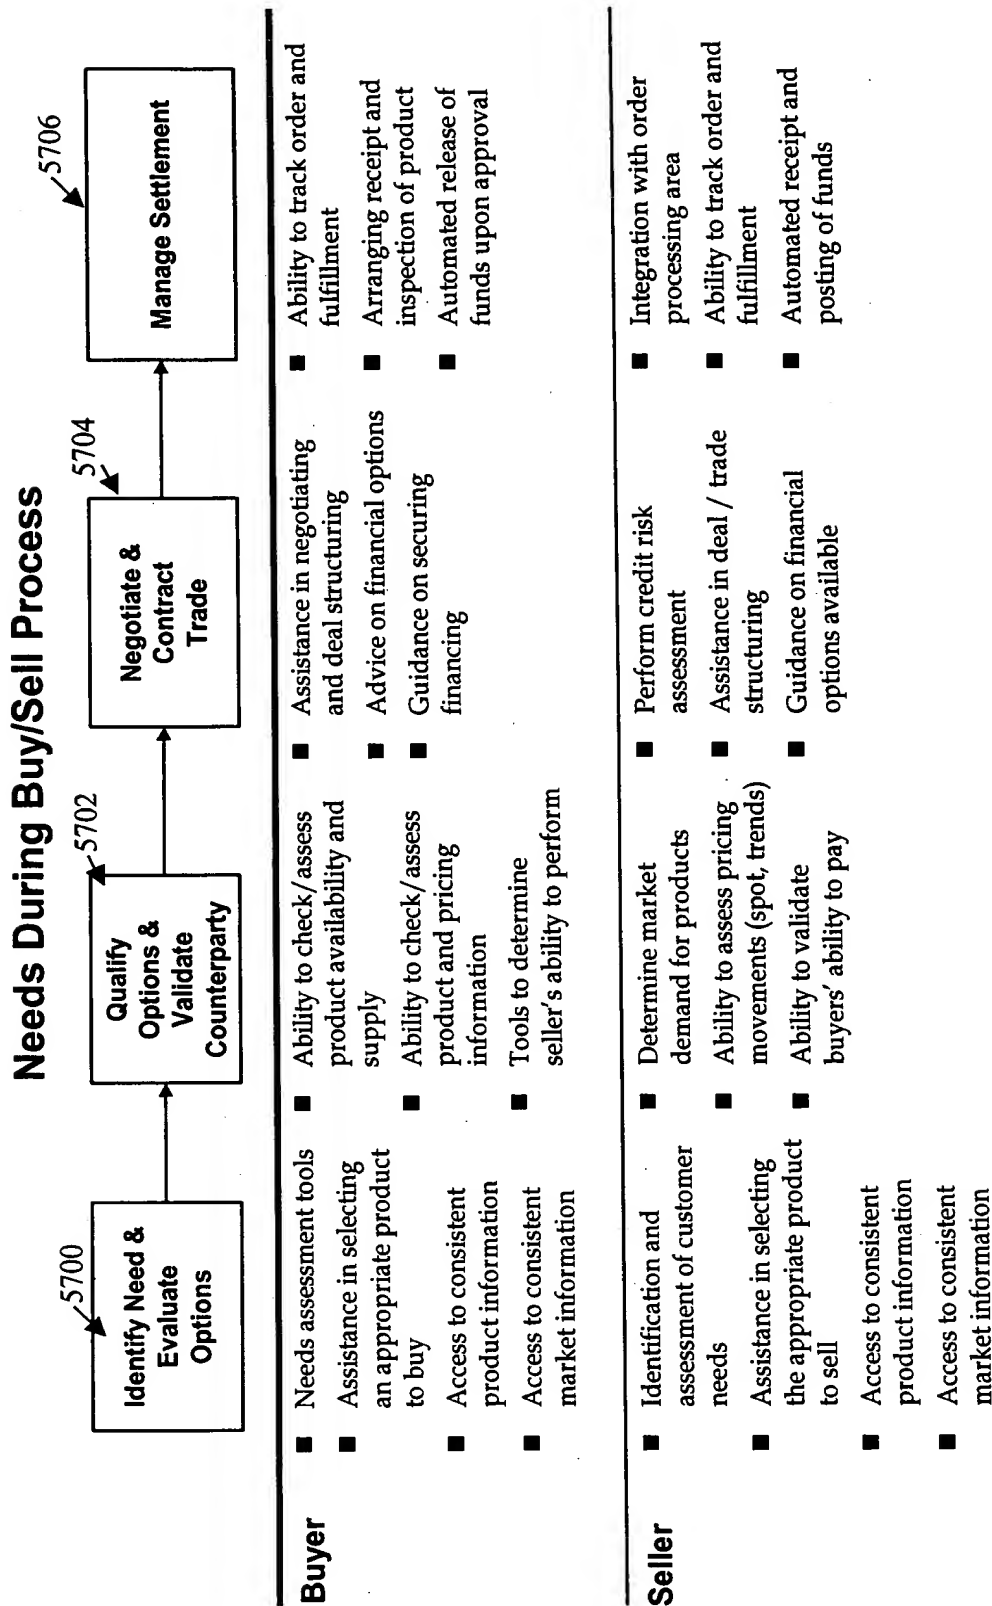 Needs During Buy/Sell Process
5700
Identify Need &
Evaluate
Options
5702
Qualify
Options &
Validate
Counterparty
5704
Negotiate &
Contract
Trade
5706
Manage Settlement
Buyer
■ Needs assessment tools
■ Assistance in selecting
an appropriate product
to buy
■ Access to consistent
product information
■ Access to consistent
market information
■ Ability to check/assess
product availability and
supply
■ Ability to check/assess
product and pricing
information
■ Tools to determine
seller's ability to perform
■ Assistance in negotiating
and deal structuring
■ Advice on financial options
■ Guidance on securing
financing
■ Ability to track order and
fulfillment
■ Arranging receipt and
inspection of product
■ Automated release of
funds upon approval
Seller
■ Identification and
assessment of customer
needs
■ Assistance in selecting
the appropriate product
to sell
■ Access to consistent
product information
■ Access to consistent
market information
■ Determine market
demand for products
■ Ability to assess pricing
movements (spot, trends)
■ Ability to validate
buyers' ability to pay
■ Perform credit risk
assessment
■ Assistance in deal / trade
structuring
■ Guidance on financial
options available
■ Integration with order
processing area
■ Ability to track order and
fulfillment
■ Automated receipt and
posting of funds